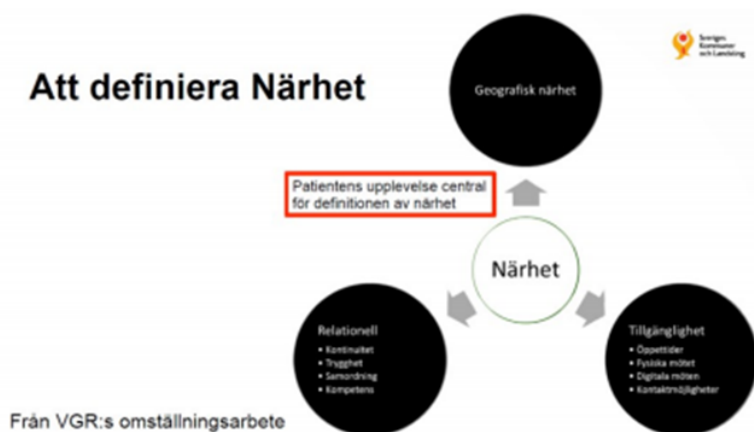 Att definiera Närhet
Sveriges
Kommuner
och Landsting
Geografisk närhet
Patientens upplevelse central
för definitionen av närhet
Närhet
Relationell
• Kontinuitet
• Trygghet
• Samordning
• Kompetens
Tillgänglighet
• Öppettider
• Fysiska mötet
• Digitala möten
• Kontaktmöjligheter
Från VGR:s omställningsarbete